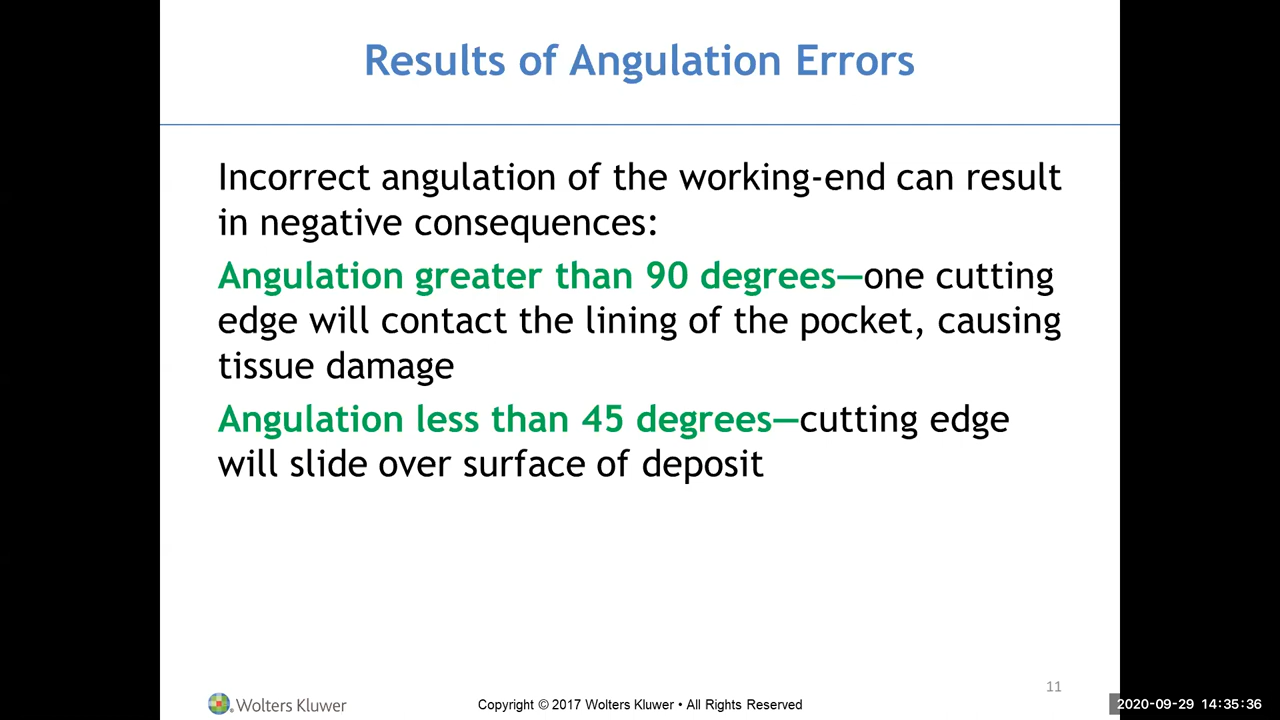 Results of Angulation Errors
Incorrect angulation of the working-end can result
in negative consequences:
Angulation greater than 90 degrees—one cutting
edge will contact the lining of the pocket, causing
tissue damage
Angulation less than 45 degrees—cutting edge
will slide over surface of deposit
11
Wolters Kluwer
Copyright © 2017 Wolters Kluwer • All Rights Reserved
2020-09-29 14:35:36